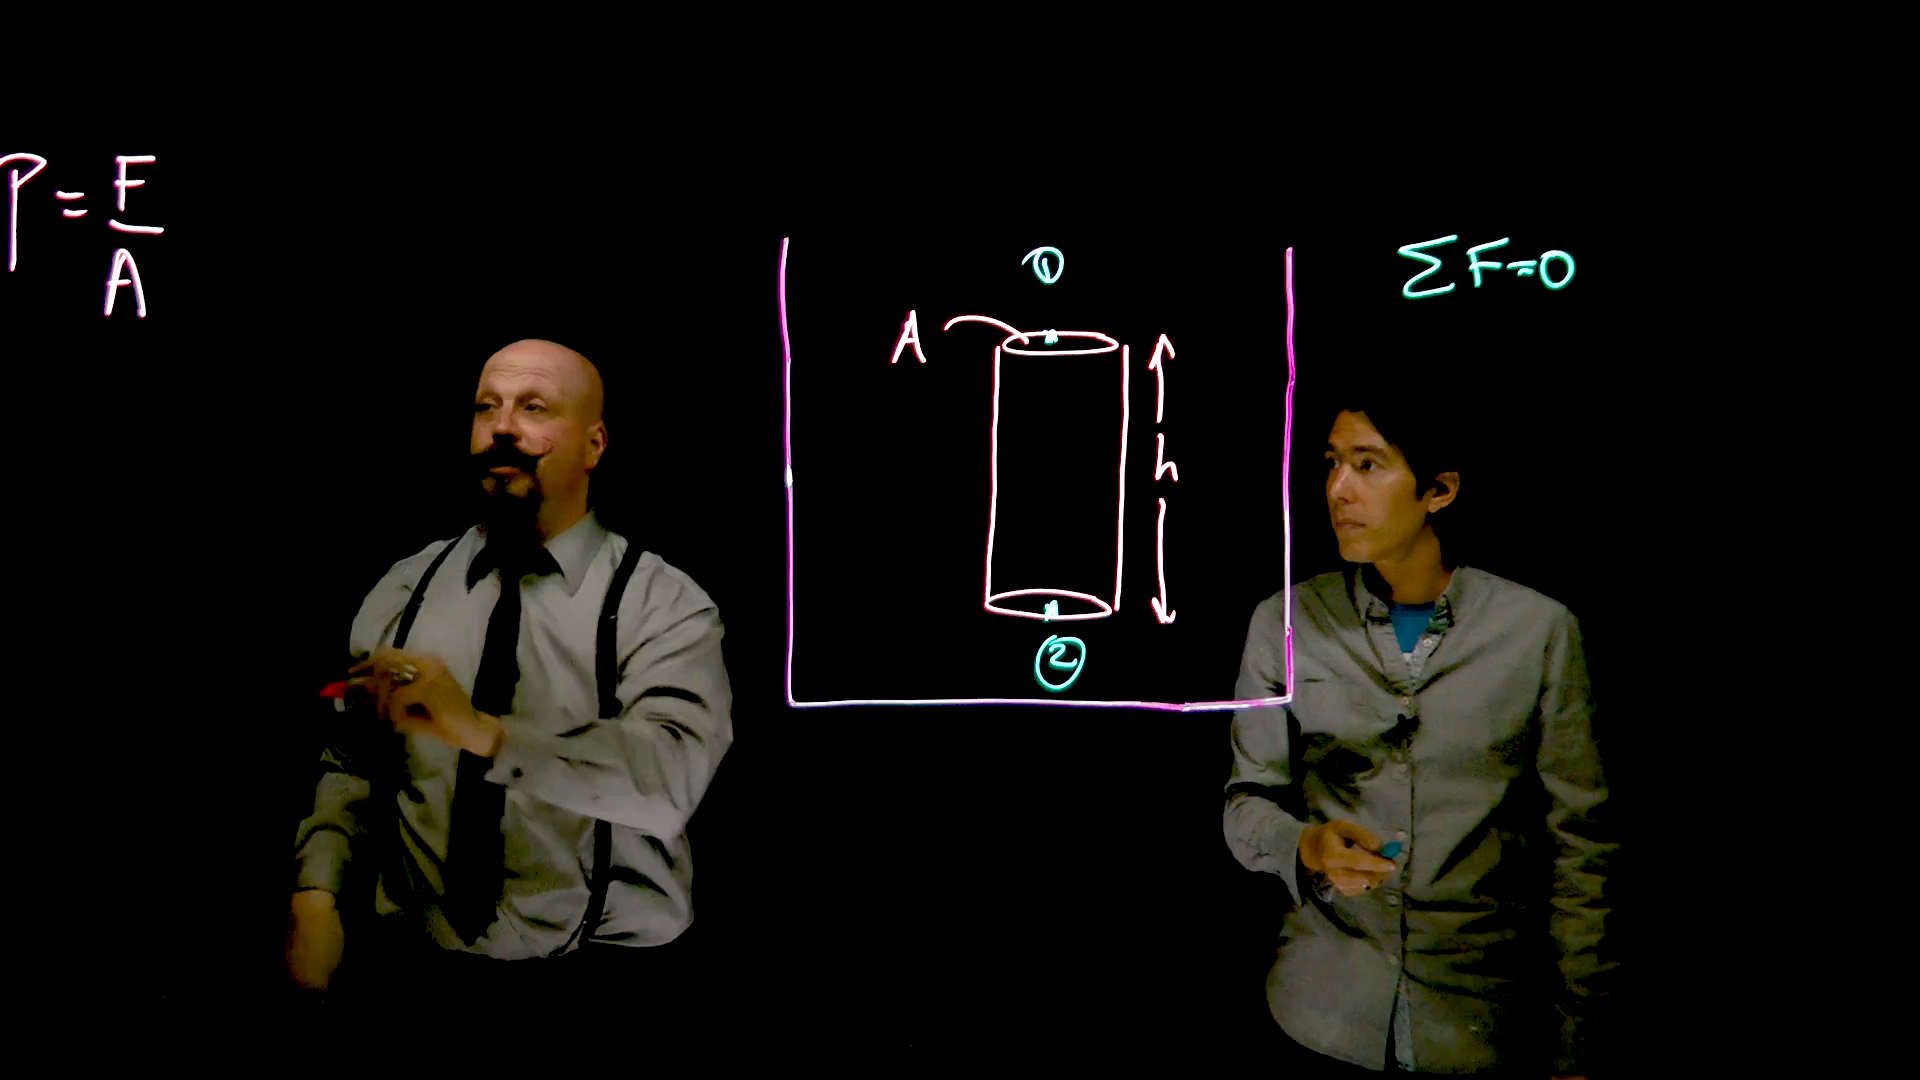 P = F
A
① ΣF=0
A
h
②